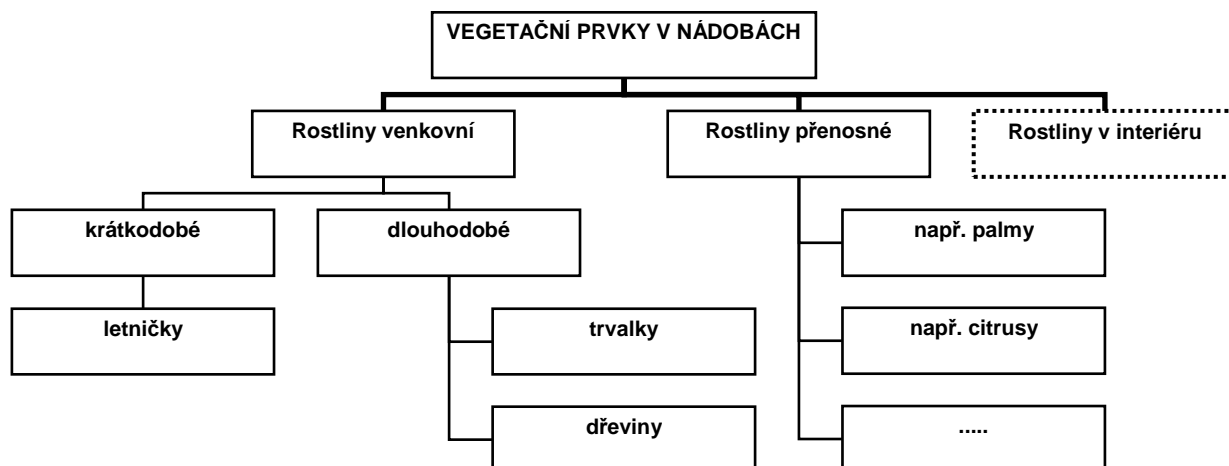 VEGETAČNÍ PRVKY V NÁDOBÁCH
Rostliny venkovní
Rostliny přenosné
Rostliny v interiéru
krátkodobé
dlouhodobé
např. palmy
letničky
trvalky
např. citrusy
dřeviny
.....